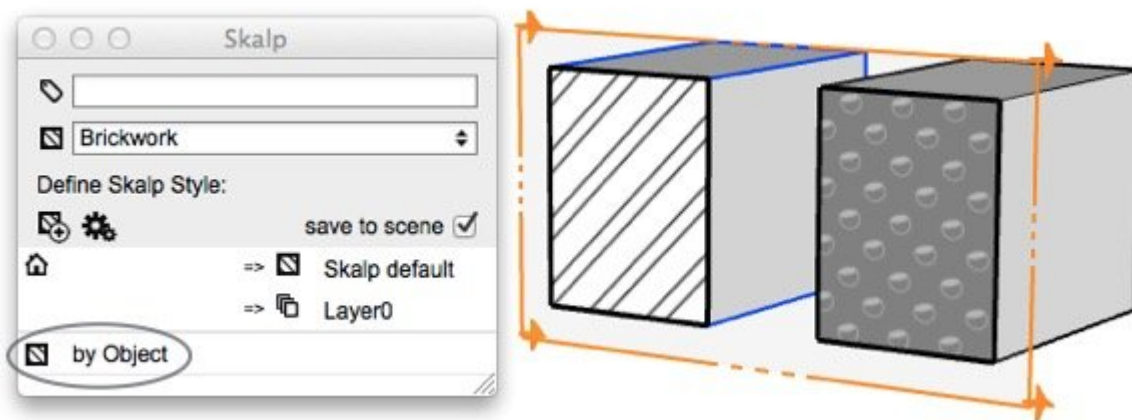 Skalp
Brickwork
Define Skalp Style:
save to scene
=> Skalp default
=> Layer0
by Object